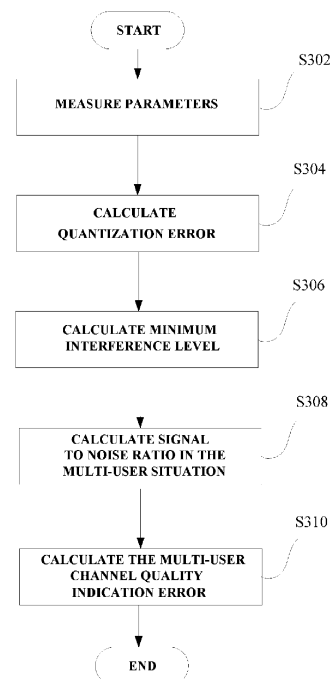 START
S302
MEASURE PARAMETERS
S304
CALCULATE
QUANTIZATION ERROR
S306
CALCULATE MINIMUM
INTERFERENCE LEVEL
S308
CALCULATE SIGNAL
TO NOISE RATIO IN THE
MULTI-USER SITUATION
S310
CALCULATE THE MULTI-USER
CHANNEL QUALITY
INDICATION ERROR
END